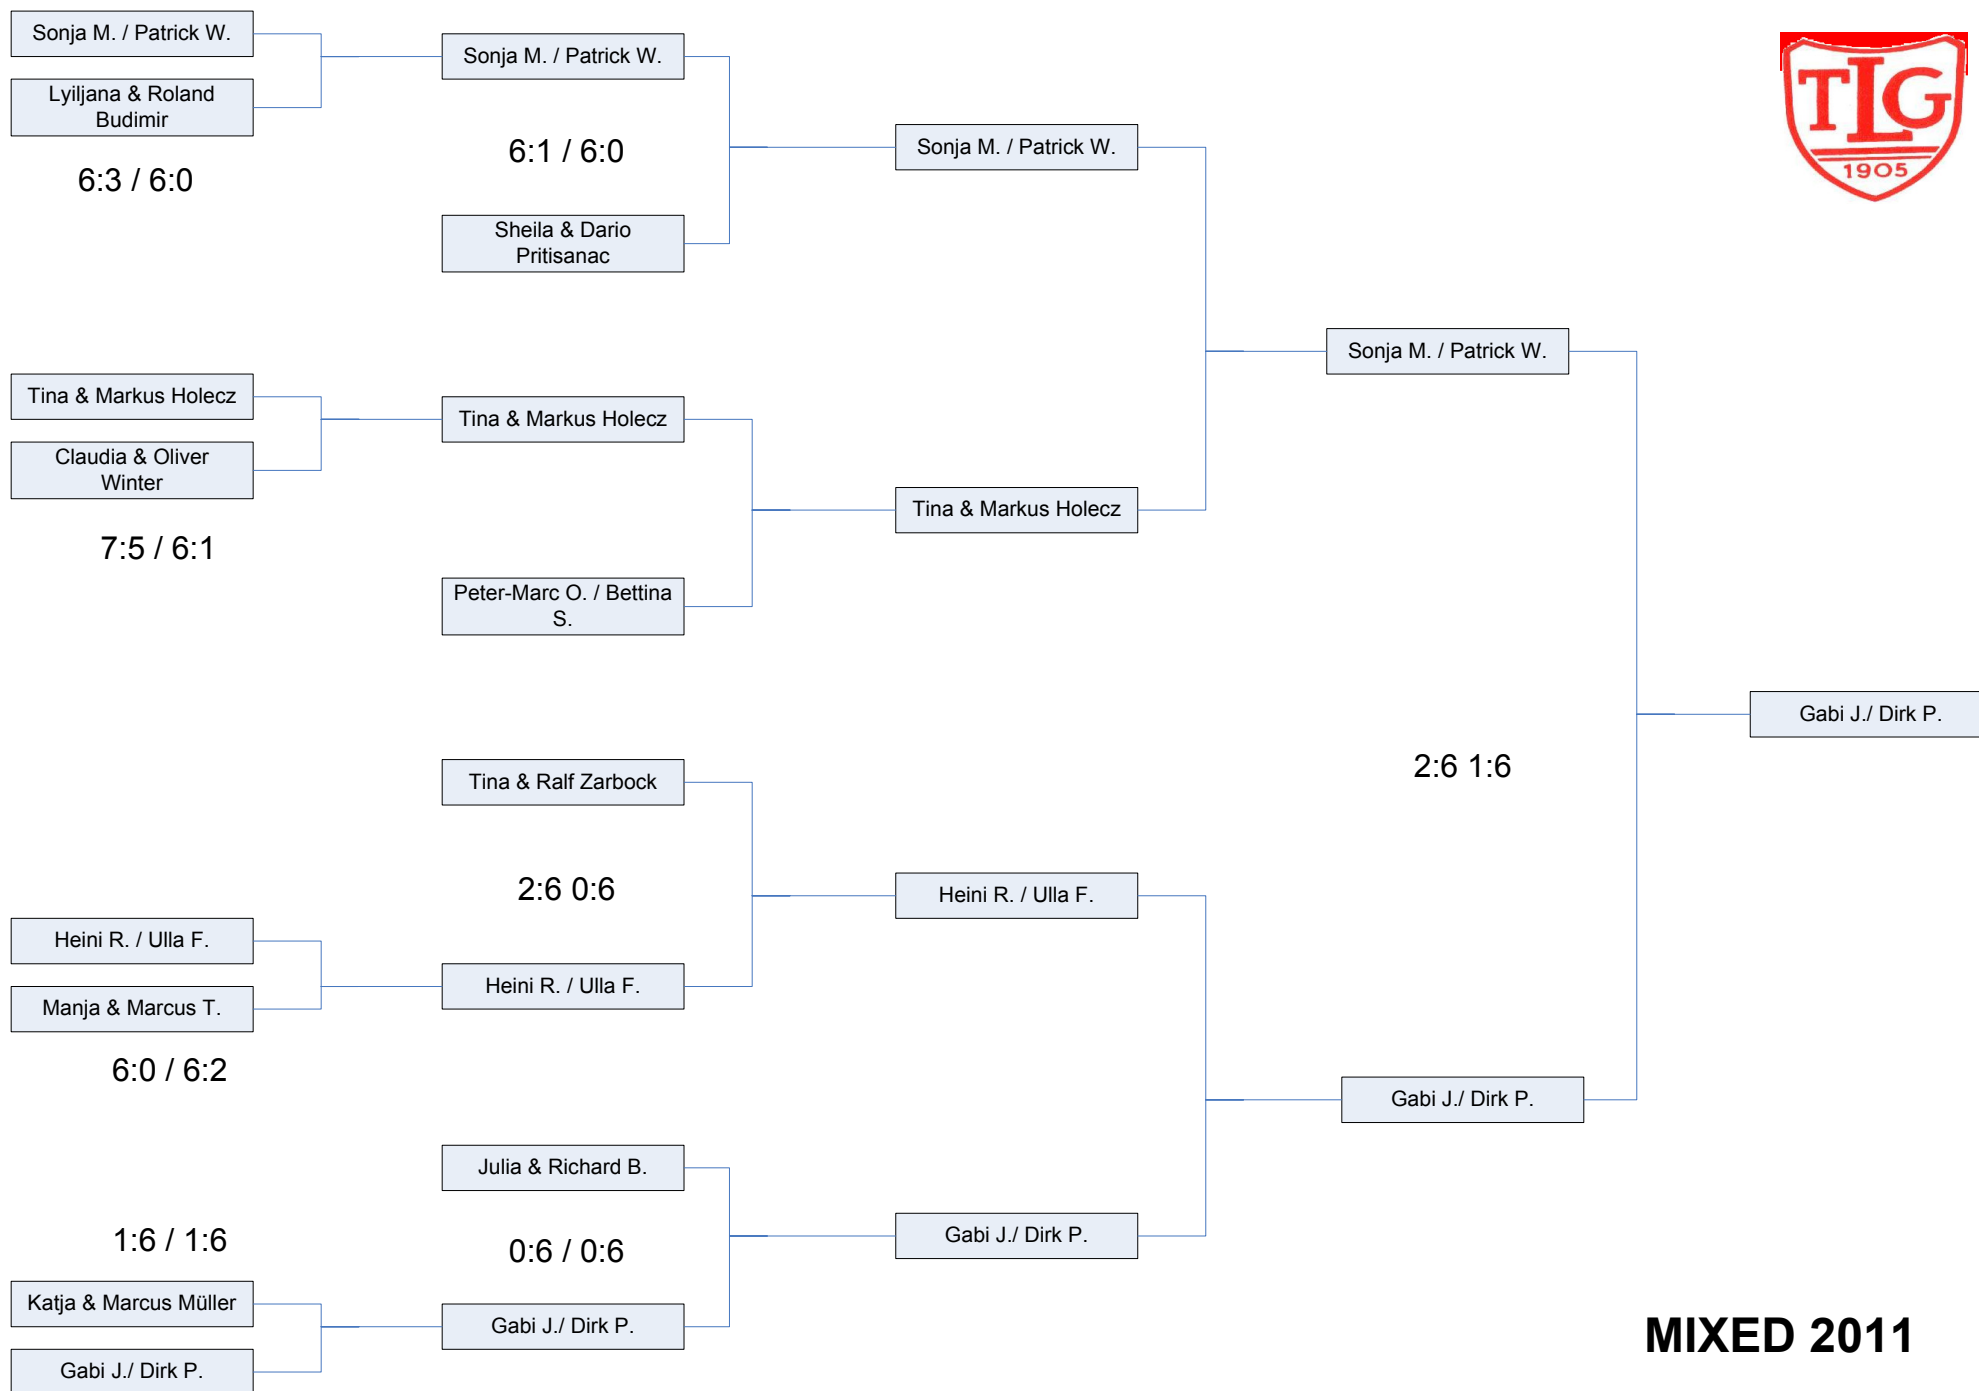 Sonja M. / Patrick W.
Lyiljana & Roland
Budimir
6:3 / 6:0
Tina & Markus Holecz
Claudia & Oliver
Winter
7:5 / 6:1
Heini R. / Ulla F.
Manja & Marcus T.
6:0 / 6:2
1:6 / 1:6
Katja & Marcus Müller
Gabi J./ Dirk P.
Sonja M. / Patrick W.
6:1 / 6:0
Sheila & Dario
Pritisanac
Tina & Markus Holecz
Peter-Marc O. / Bettina
S.
Tina & Ralf Zarbock
2:6 0:6
Heini R. / Ulla F.
Julia & Richard B.
0:6 / 0:6
Gabi J./ Dirk P.
Sonja M. / Patrick W.
Tina & Markus Holecz
Heini R. / Ulla F.
Gabi J./ Dirk P.
Sonja M. / Patrick W.
2:6 1:6
Gabi J./ Dirk P.
Gabi J./ Dirk P.
TLG
1905
MIXED 2011